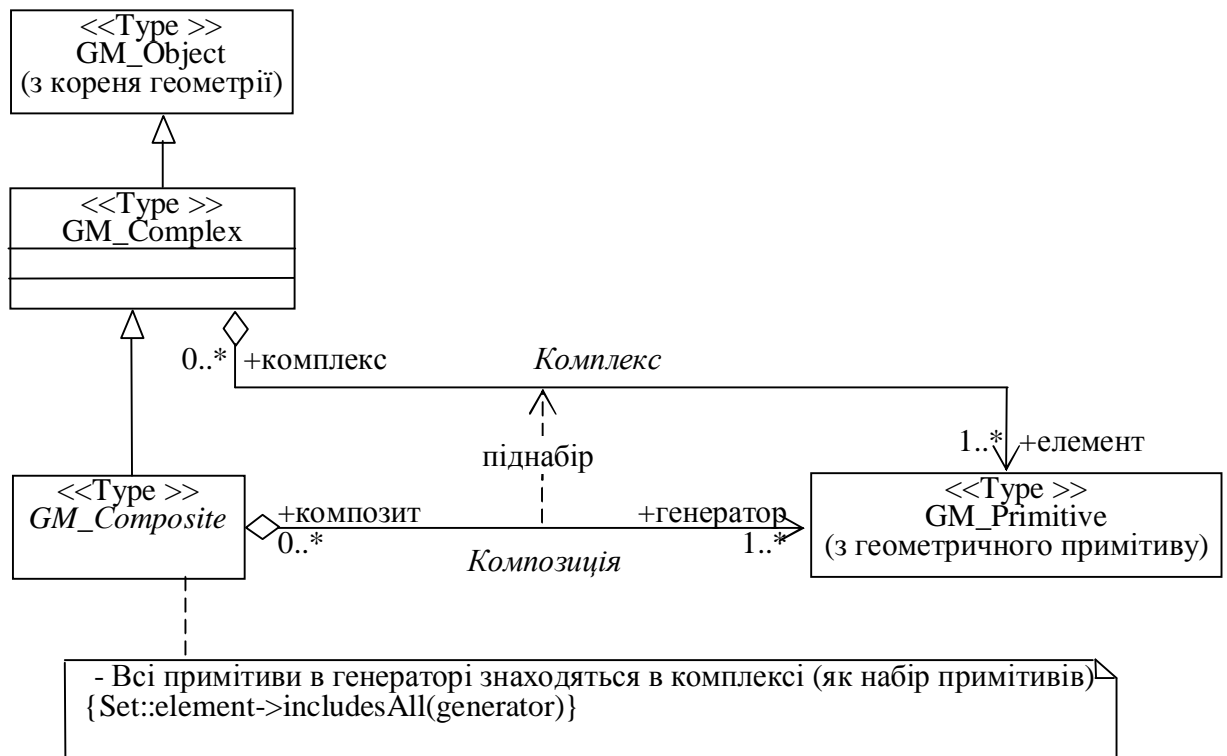 <<Type >>
GM_Object
(з кореня геометрії)
<<Type >>
GM_Complex
0..* +комплекс
Комплекс
піднабір
1..* +елемент
<<Type >>
GM_Composite
+композит
0..*
Композиція
+генератор
1..*
<<Type >>
GM_Primitive
(з геометричного примітиву)
- Всі примітиви в генераторі знаходяться в комплексі (як набір примітивів)
{Set::element->includesAll(generator)}